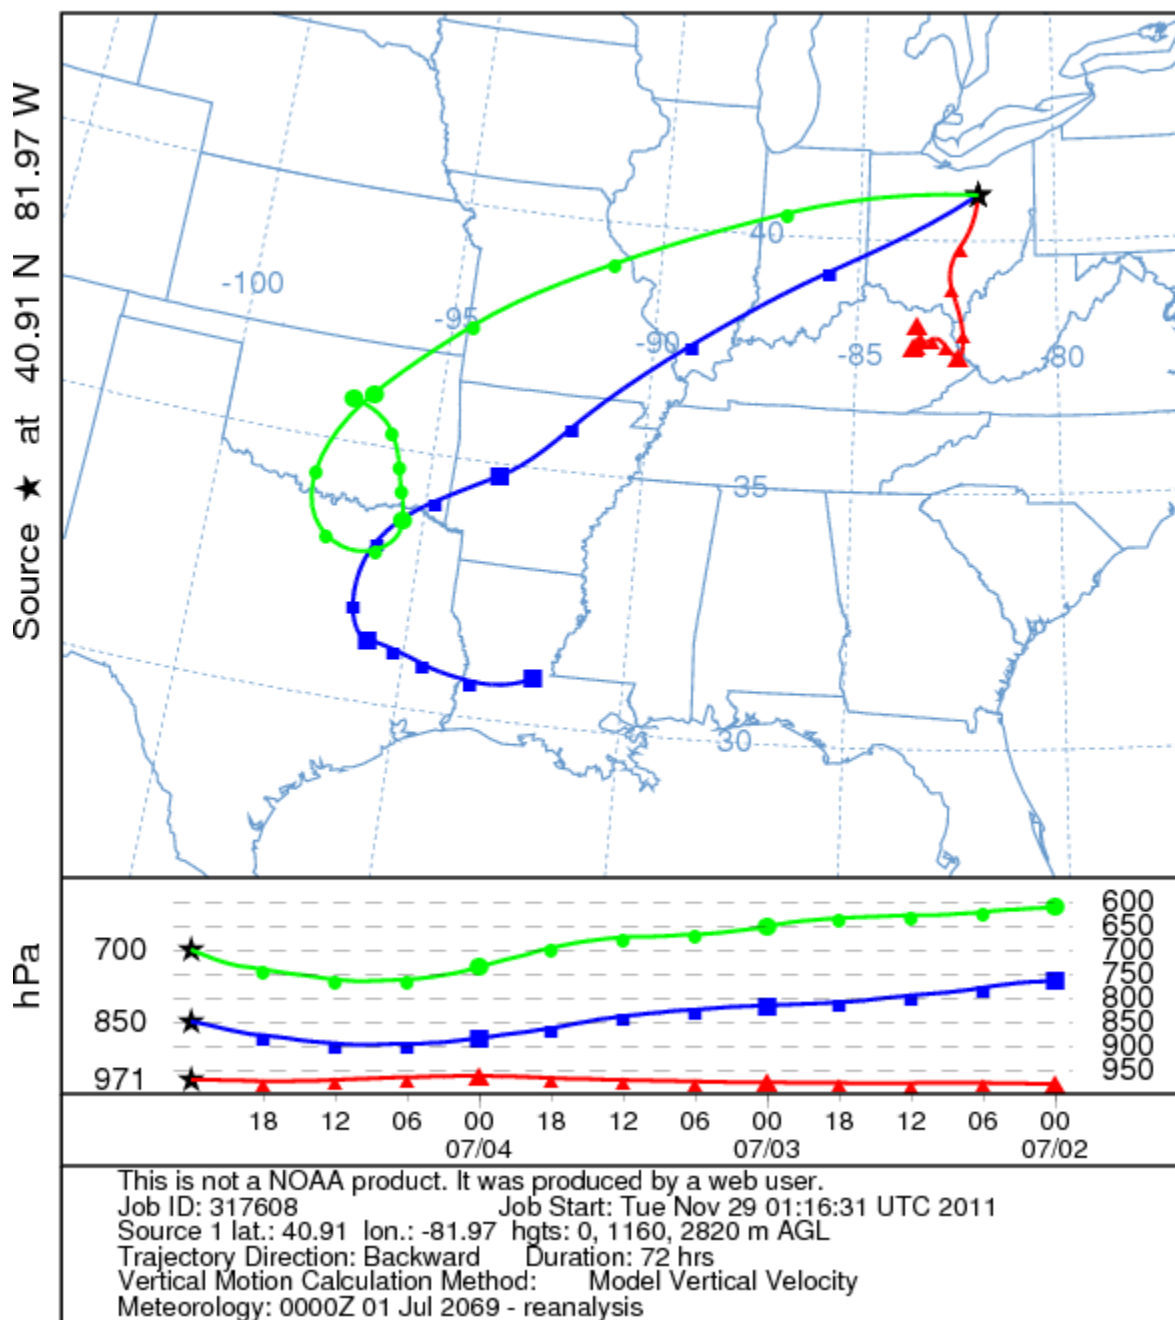 Source ★ at 40.91 N 81.97 W
-100
-95
-90
-85
-80
40
35
30
hPa
700
850
971
600
650
700
750
800
850
900
950
18 12 06 00 18 12 06 00 18 12 06 00
07/04 07/03 07/02
This is not a NOAA product. It was produced by a web user.
Job ID: 317608 Job Start: Tue Nov 29 01:16:31 UTC 2011
Source 1 lat.: 40.91 lon.: -81.97 hgts: 0, 1160, 2820 m AGL
Trajectory Direction: Backward Duration: 72 hrs
Vertical Motion Calculation Method: Model Vertical Velocity
Meteorology: 0000Z 01 Jul 2069 - reanalysis